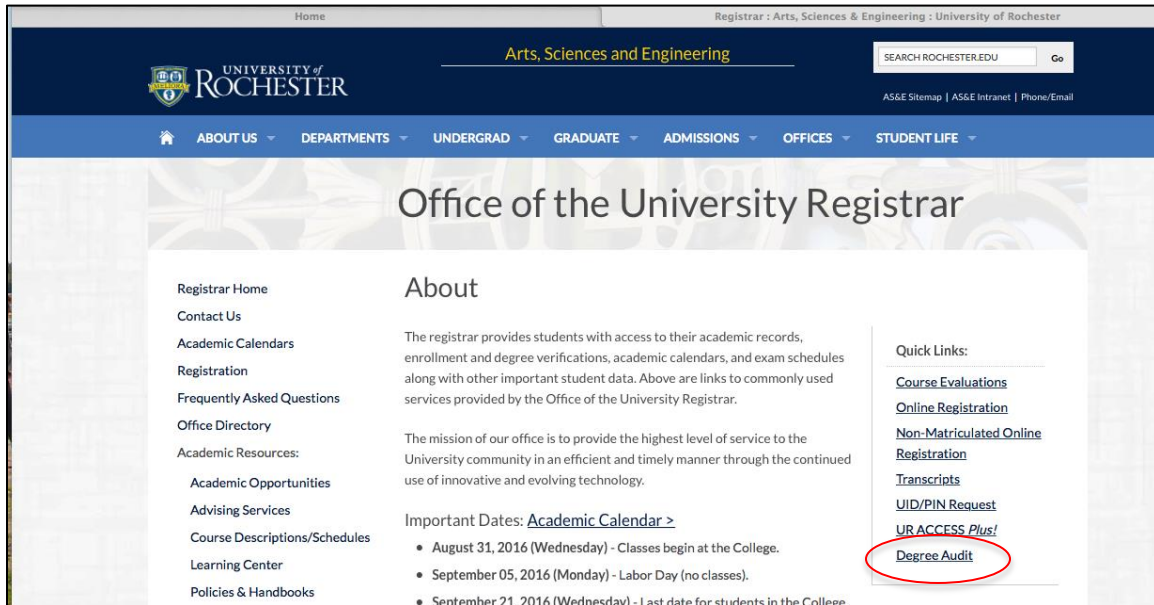 Home
Registrar : Arts, Sciences & Engineering : University of Rochester
UNIVERSITY of
ROCHESTER
MELIORA
Arts, Sciences and Engineering
SEARCH ROCHESTER.EDU Go
AS&E Sitemap | AS&E Intranet | Phone/Email
ABOUT US DEPARTMENTS UNDERGRAD GRADUATE ADMISSIONS OFFICES STUDENT LIFE
Office of the University Registrar
Registrar Home
Contact Us
Academic Calendars
Registration
Frequently Asked Questions
Office Directory
Academic Resources:
Academic Opportunities
Advising Services
Course Descriptions/Schedules
Learning Center
Policies & Handbooks
About
The registrar provides students with access to their academic records,
enrollment and degree verifications, academic calendars, and exam schedules
along with other important student data. Above are links to commonly used
services provided by the Office of the University Registrar.
The mission of our office is to provide the highest level of service to the
University community in an efficient and timely manner through the continued
use of innovative and evolving technology.
Important Dates: Academic Calendar >
• August 31, 2016 (Wednesday) - Classes begin at the College.
• September 05, 2016 (Monday) - Labor Day (no classes).
• September 21, 2016 (Wednesday) - Last date for students in the College
Quick Links:
Course Evaluations
Online Registration
Non-Matriculated Online
Registration
Transcripts
UID/PIN Request
UR ACCESS Plus!
Degree Audit